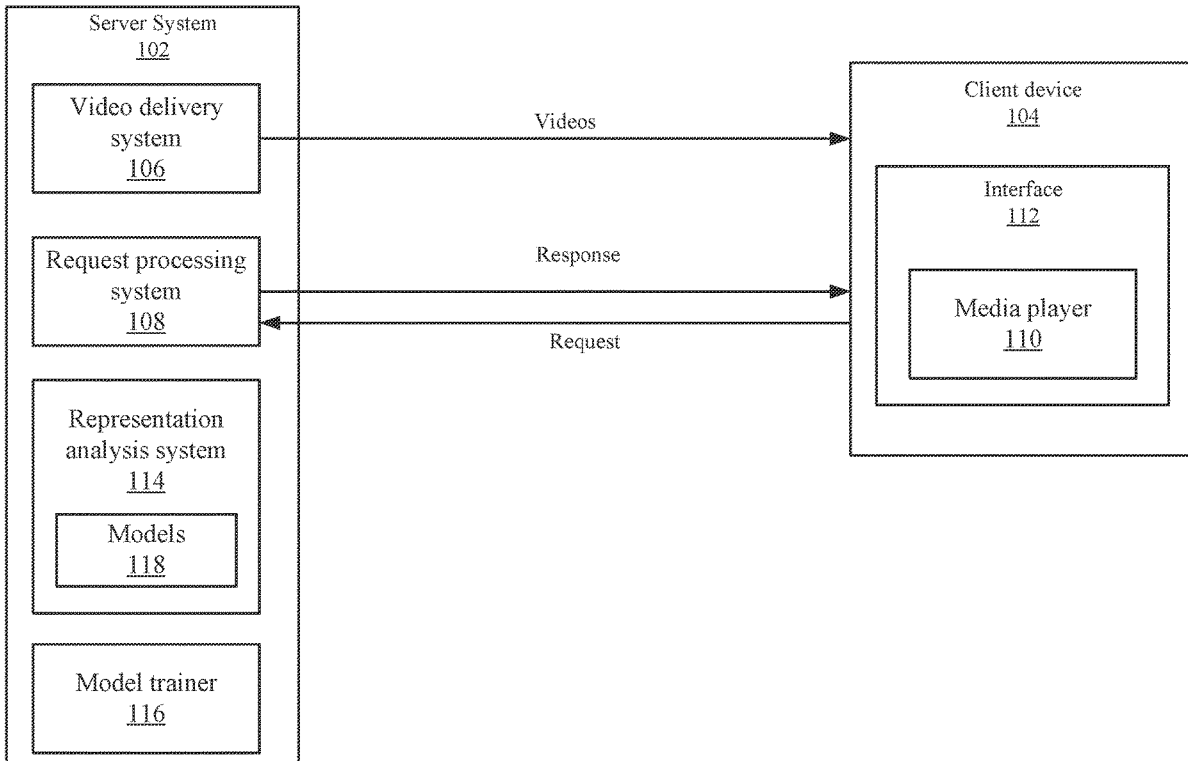 Server System
102
Video delivery
system
106
Videos
Request processing
system
108
Response
Request
Representation
analysis system
114
Models
118
Model trainer
116
Client device
104
Interface
112
Media player
110